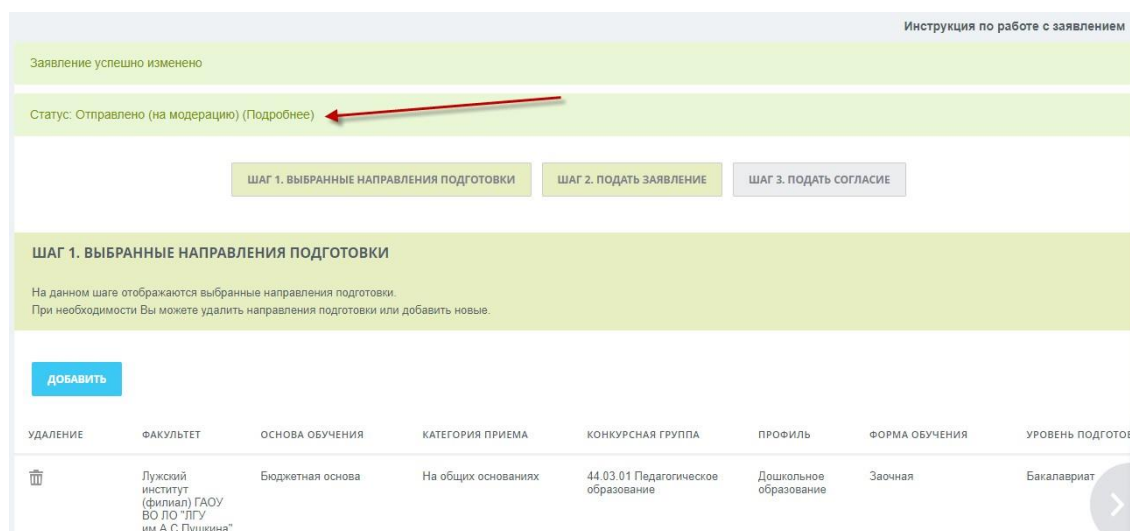 Инструкция по работе с заявлением
Заявление успешно изменено
Статус: Отправлено (на модерацию) (Подробнее)
ШАГ 1. ВЫБРАННЫЕ НАПРАВЛЕНИЯ ПОДГОТОВКИ ШАГ 2. ПОДАТЬ ЗАЯВЛЕНИЕ ШАГ 3. ПОДАТЬ СОГЛАСИЕ
ШАГ 1. ВЫБРАННЫЕ НАПРАВЛЕНИЯ ПОДГОТОВКИ
На данном шаге отображаются выбранные направления подготовки.
При необходимости Вы можете удалить направления подготовки или добавить новые.
ДОБАВИТЬ
УДАЛЕНИЕ ФАКУЛЬТЕТ ОСНОВА ОБУЧЕНИЯ КАТЕГОРИЯ ПРИЕМА КОНКУРСНАЯ ГРУППА ПРОФИЛЬ ФОРМА ОБУЧЕНИЯ УРОВЕНЬ ПОДГОТОВ
Лужский Бюджетная основа На общих основаниях 44.03.01 Педагогическое Дошкольное Заочная Бакалавриат
институт образование образование
(филиал) ГАОУ
ВО ЛО "ЛГУ
им.А.С.Пушкина"